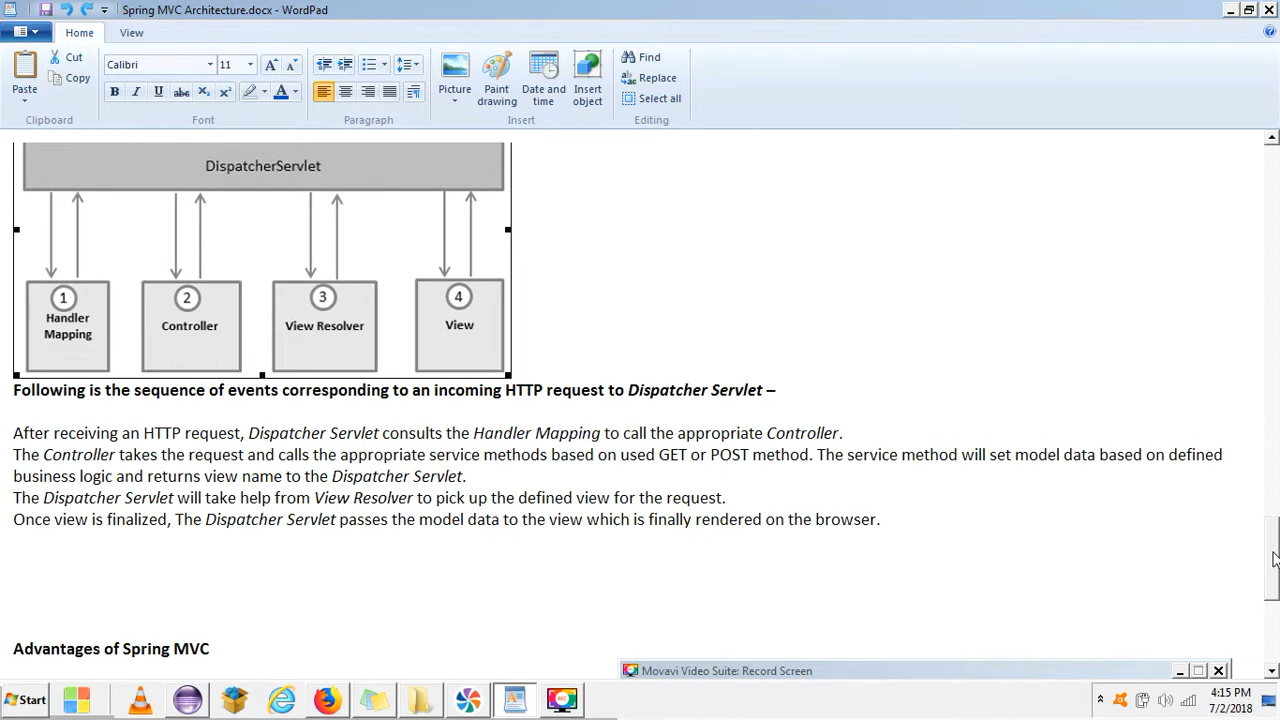 Spring MVC Architecture.docx - WordPad
Home View
Cut
Copy
Paste
Clipboard
Calibri 11
B I U abc X₂ X² A
Font
Paragraph
Picture
Paint drawing
Date and time
Insert object
Insert
Find
Replace
Select all
Editing
DispatcherServlet
1
Handler
Mapping
2
Controller
3
View Resolver
4
View
Following is the sequence of events corresponding to an incoming HTTP request to Dispatcher Servlet –
After receiving an HTTP request, Dispatcher Servlet consults the Handler Mapping to call the appropriate Controller.
The Controller takes the request and calls the appropriate service methods based on used GET or POST method. The service method will set model data based on defined
business logic and returns view name to the Dispatcher Servlet.
The Dispatcher Servlet will take help from View Resolver to pick up the defined view for the request.
Once view is finalized, The Dispatcher Servlet passes the model data to the view which is finally rendered on the browser.
Advantages of Spring MVC
Movavi Video Suite: Record Screen
Start
4:15 PM
7/2/2018